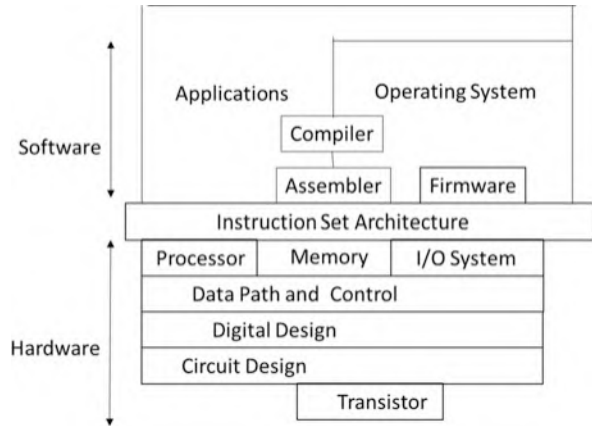 Applications
Operating System
Compiler
Software
Assembler
Firmware
Instruction Set Architecture
Processor
Memory
I/O System
Data Path and Control
Digital Design
Hardware
Circuit Design
Transistor